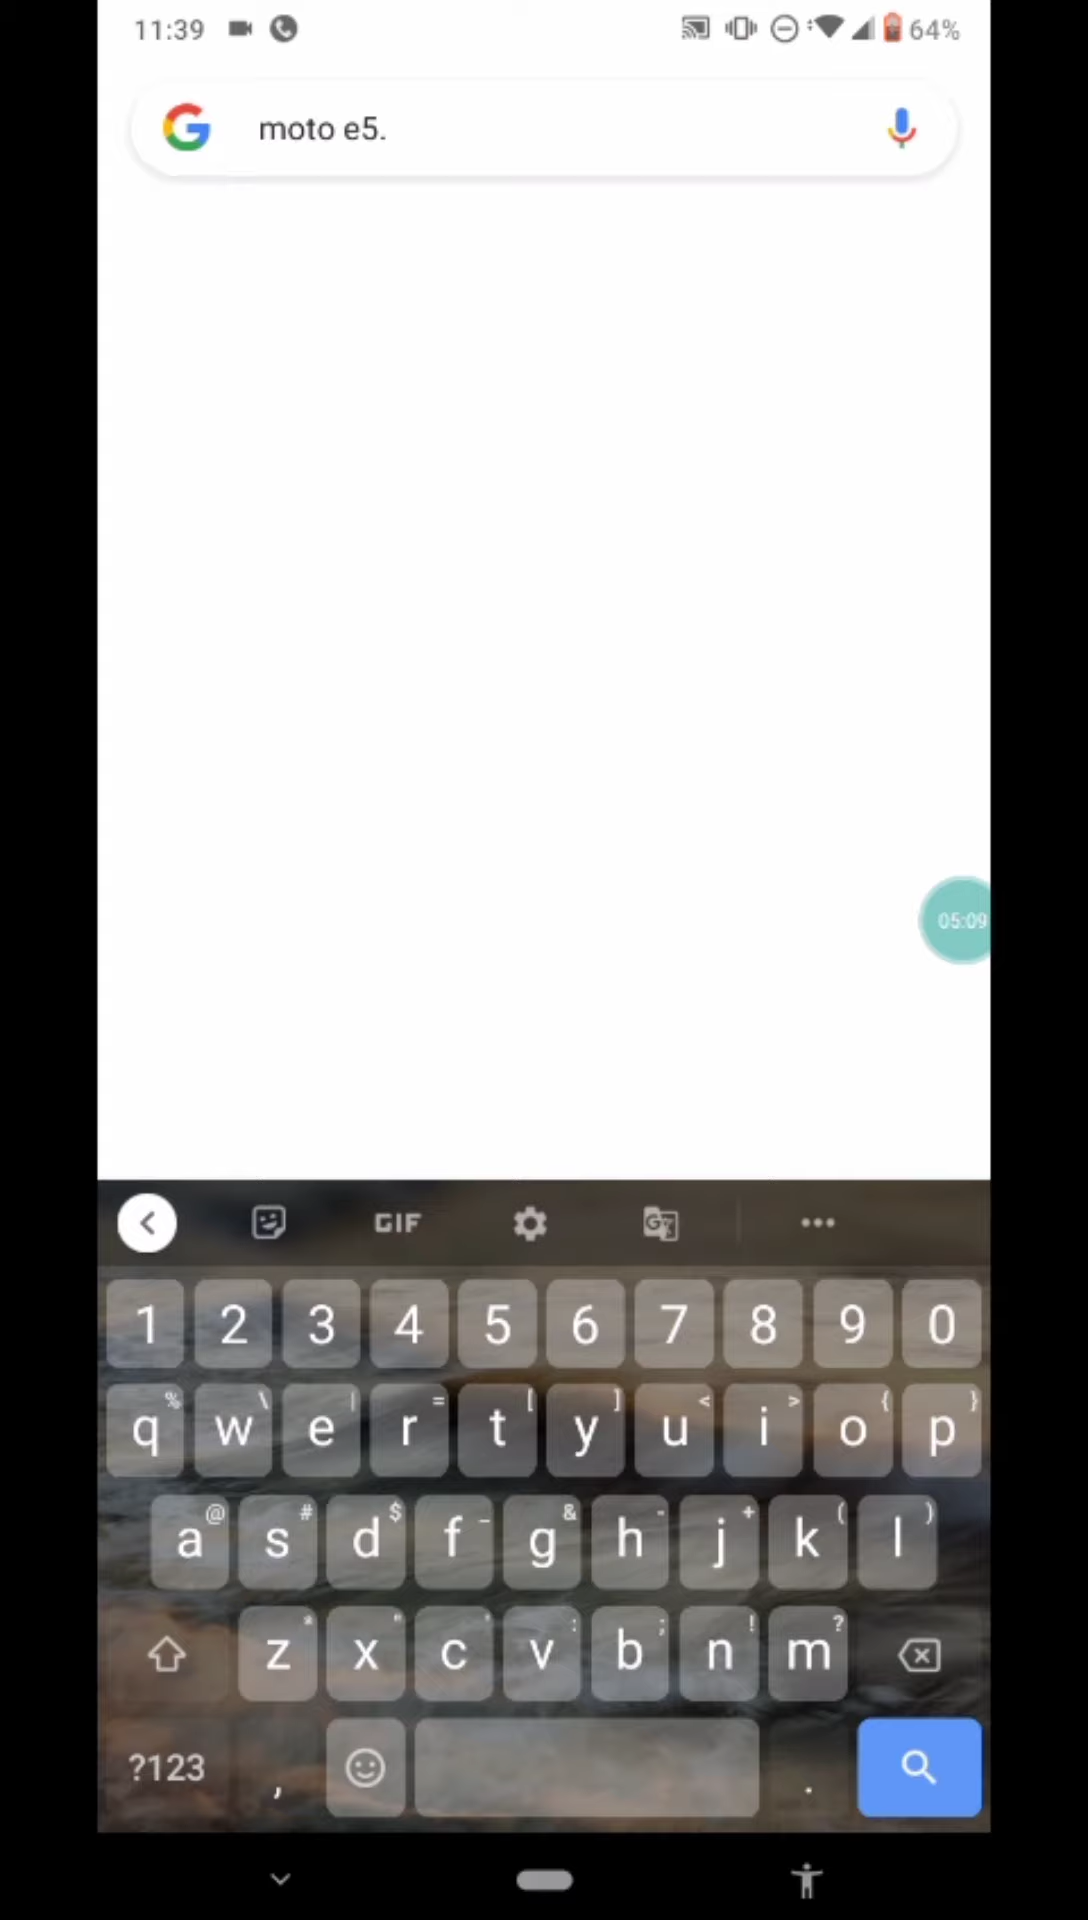 11:39 64%
moto e5.
05:09
GIF
1 2 3 4 5 6 7 8 9 0
% \ | = [ ] < > { }
q w e r t y u i o p
@ # $ _ & - + ( )
a s d f g h j k l
* " ' : ; ! ?
z x c v b n m
?123 , .